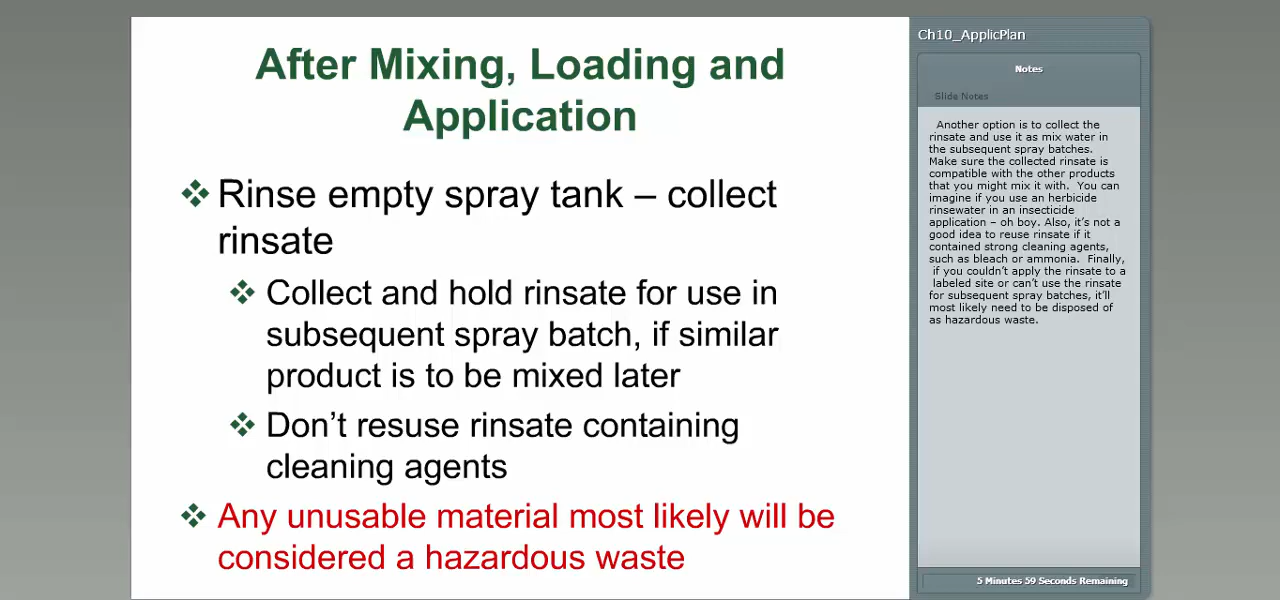 After Mixing, Loading and
Application
Rinse empty spray tank – collect
rinsate
Collect and hold rinsate for use in
subsequent spray batch, if similar
product is to be mixed later
Don’t resuse rinsate containing
cleaning agents
Any unusable material most likely will be
considered a hazardous waste
Ch10_ApplicPlan
Notes
Slide Notes
Another option is to collect the
rinsate and use it as mix water in
the subsequent spray batches.
Make sure the collected rinsate is
compatible with the other products
that you might mix it with.  You can
imagine if you use an herbicide
rinsewater in an insecticide
application – oh boy. Also, it’s not a
good idea to reuse rinsate if it
contained strong cleaning agents,
such as bleach or ammonia.  Finally,
if you couldn’t apply the rinsate to a
labeled site or can’t use the rinsate
for subsequent spray batches, it’ll
most likely need to be disposed of
as hazardous waste.
5 Minutes 59 Seconds Remaining